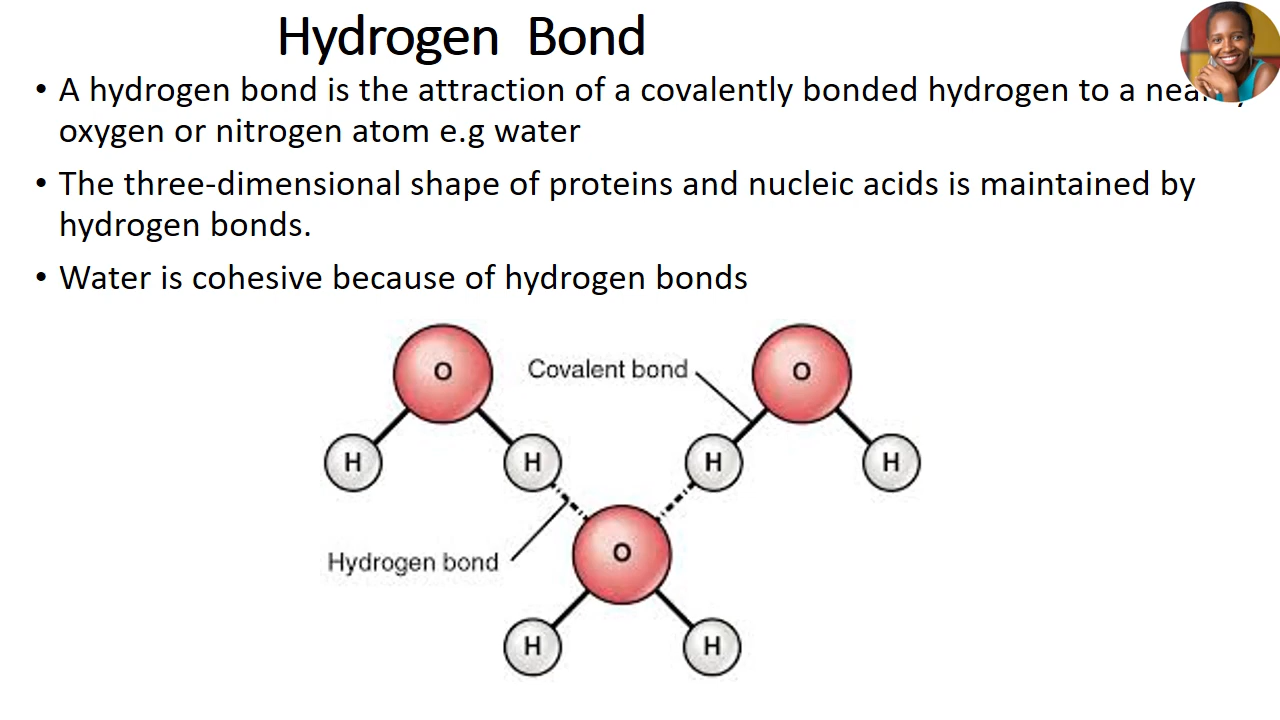 Hydrogen Bond
• A hydrogen bond is the attraction of a covalently bonded hydrogen to a
oxygen or nitrogen atom e.g water
• The three-dimensional shape of proteins and nucleic acids is maintained by
hydrogen bonds.
• Water is cohesive because of hydrogen bonds
O
Covalent bond
O
H
H
H
H
Hydrogen bond
O
H
H